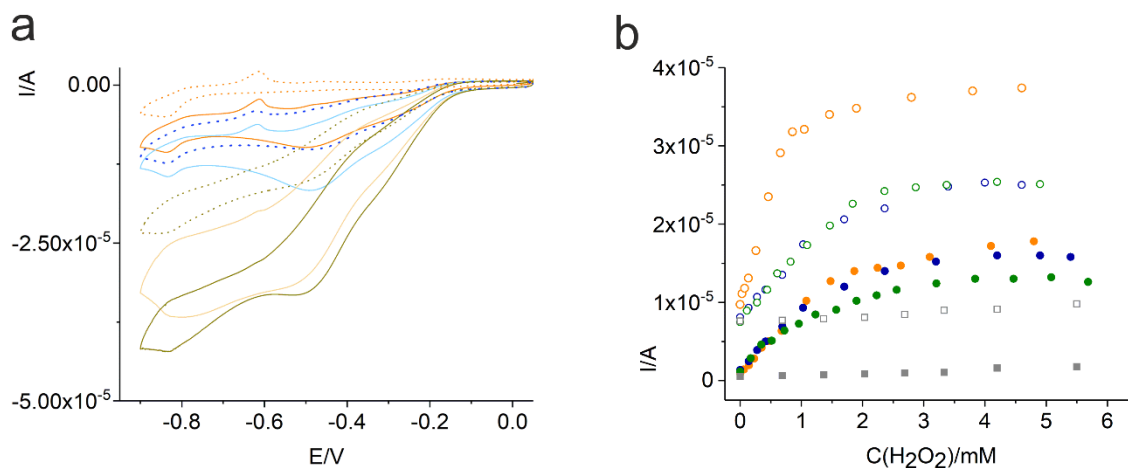 a
I/A
0.00
-2.50x10⁻⁵
-5.00x10⁻⁵
-0.8 -0.6 -0.4 -0.2 0.0
E/V
b
I/A
4x10⁻⁵
3x10⁻⁵
2x10⁻⁵
1x10⁻⁵
0
0 1 2 3 4 5 6
C(H₂O₂)/mM